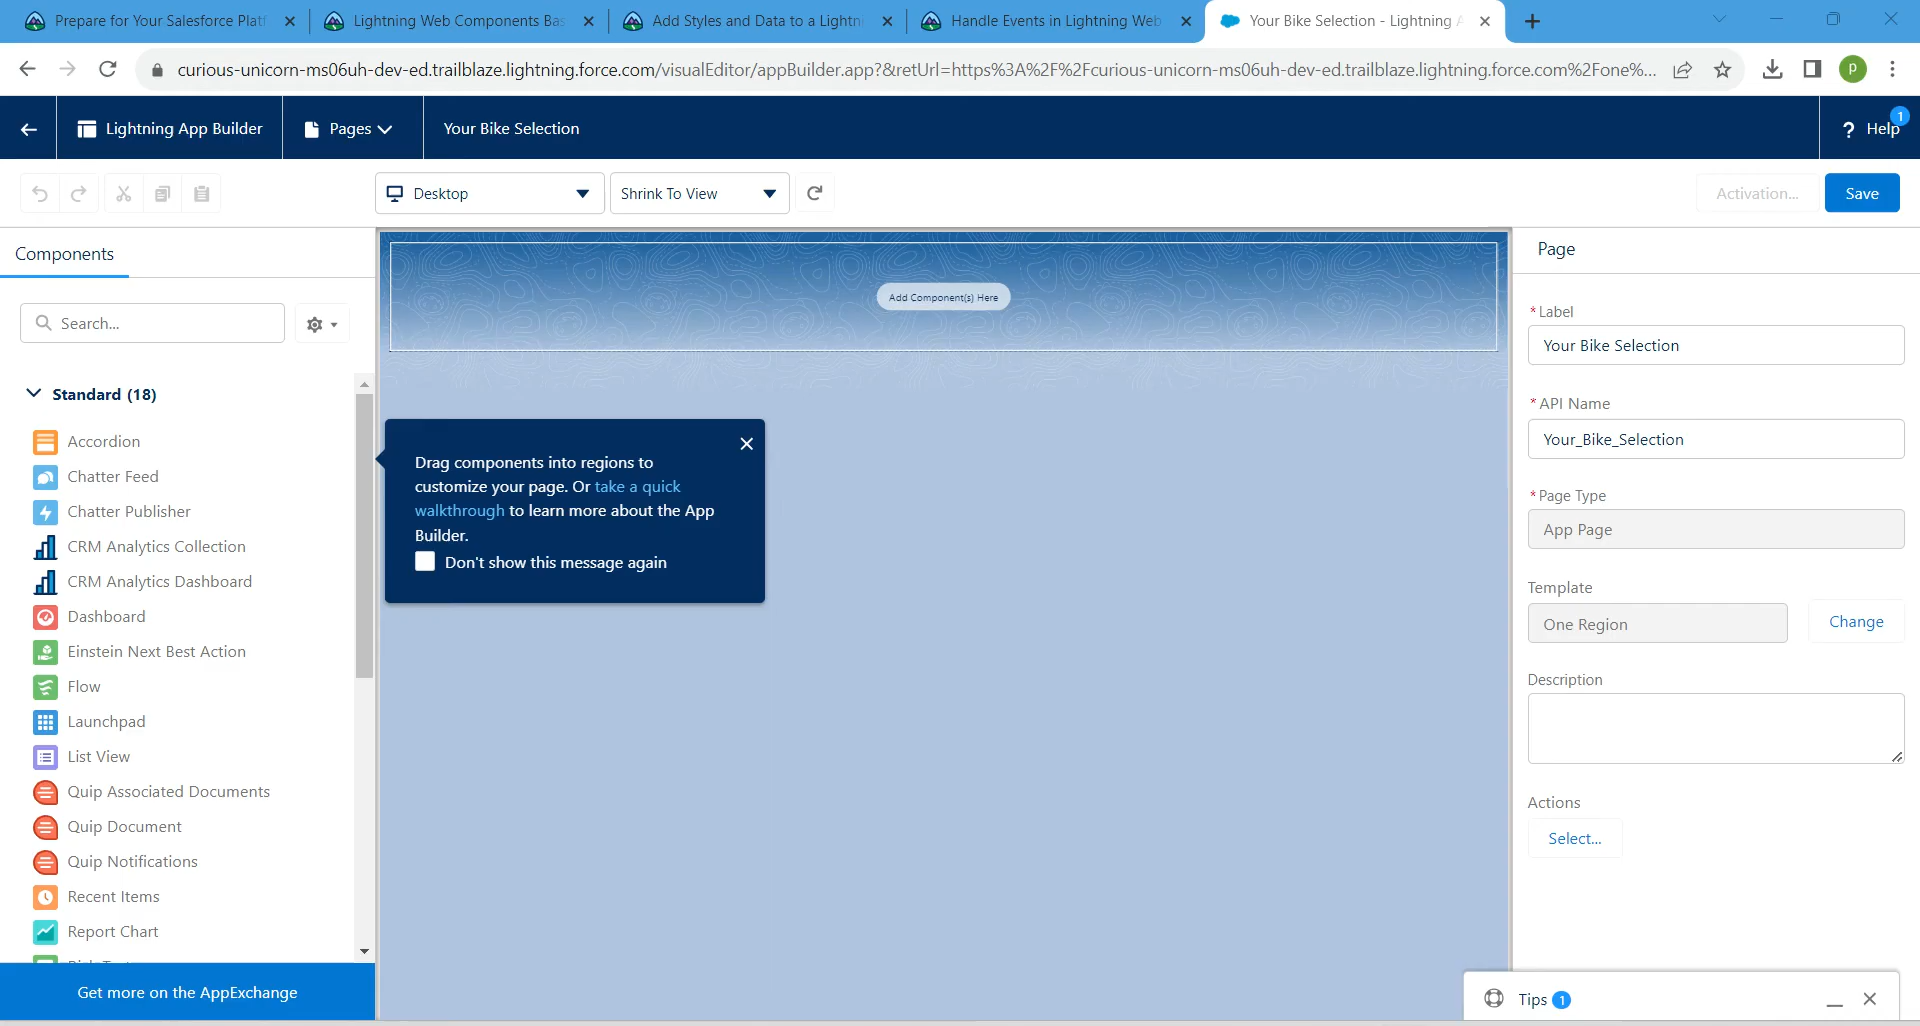 Prepare for Your Salesforce Platf
Lightning Web Components Bas
Add Styles and Data to a Lightni
Handle Events in Lightning Web
Your Bike Selection - Lightning A
curious-unicorn-ms06uh-dev-ed.trailblaze.lightning.force.com/visualEditor/appBuilder.app?&retUrl=https%3A%2F%2Fcurious-unicorn-ms06uh-dev-ed.trailblaze.lightning.force.com%2Fone%...
p
Lightning App Builder
Pages
Your Bike Selection
? Help
1
Desktop
Shrink To View
Activation...
Save
Components
Search...
Standard (18)
Accordion
Chatter Feed
Chatter Publisher
CRM Analytics Collection
CRM Analytics Dashboard
Dashboard
Einstein Next Best Action
Flow
Launchpad
List View
Quip Associated Documents
Quip Document
Quip Notifications
Recent Items
Report Chart
Get more on the AppExchange
Add Component(s) Here
Drag components into regions to
customize your page. Or take a quick
walkthrough to learn more about the App
Builder.
Don't show this message again
Page
* Label
Your Bike Selection
* API Name
Your_Bike_Selection
* Page Type
App Page
Template
One Region
Change
Description
Actions
Select...
Tips 1